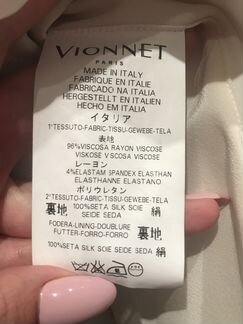 VIONNET
PARIS
MADE IN ITALY
FABRIQUE EN ITALIE
FABRICADO NA ITALIA
HERGESTELLT EN ITALIEN
HECHO EM ITALIA
イタリア
1°TESSUTO-FABRIC-TISSU-GEWEBE-TELA
表地
96%VISCOSA RAYON VISCOSE
VISKOSE V SCOSA VISCOSE
レーヨン
4%ELASTAM SPANDEX ELASTHAN
ELASTHANNE ELASTANO
ポリウレタン
2°TESSUTO-FABRIC-TISSU-GEWEBE-TELA
裏地 100%SETA SILK SOIE SEIDE SEDA 絹
FODERA-LINING-DOUBLURE
FUTTER-FORRO-FORRO 裏地
100%SETA SILK SOIE SEIDE SEDA 絹